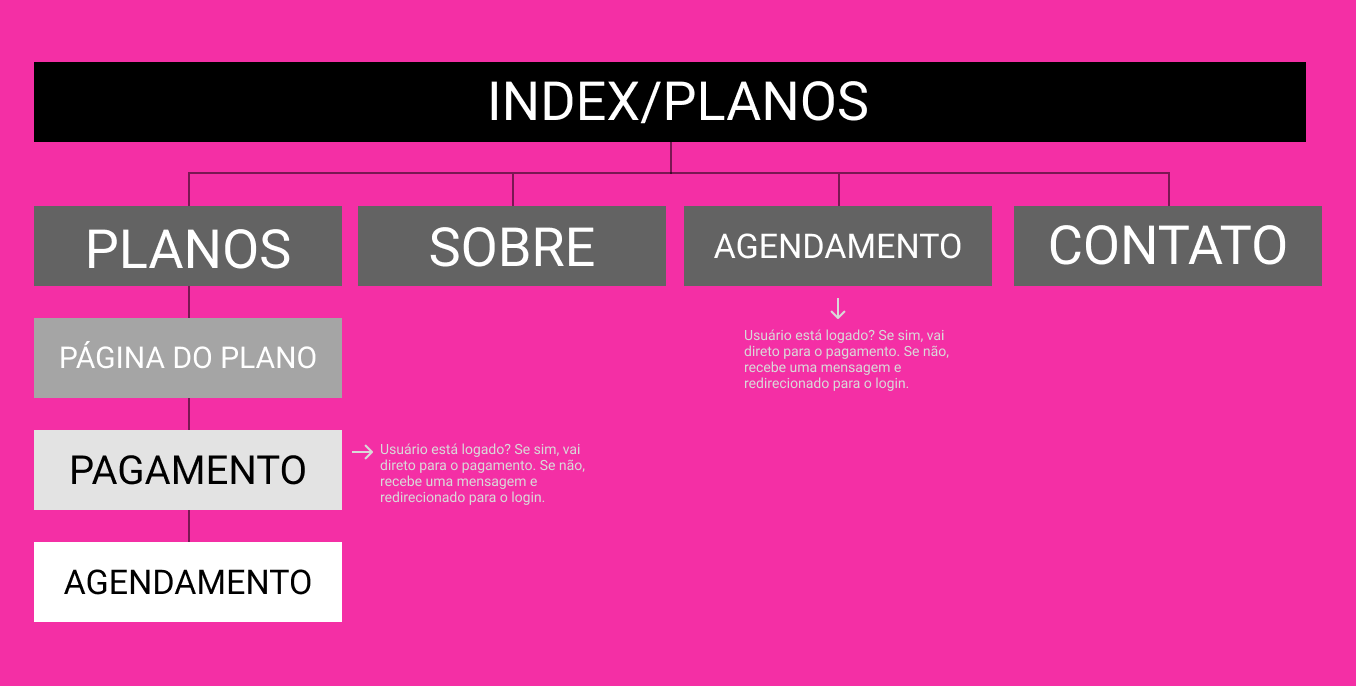 INDEX/PLANOS
PLANOS
SOBRE
AGENDAMENTO
CONTATO
Usuário está logado? Se sim, vai
direto para o pagamento. Se não,
recebe uma mensagem e
redirecionado para o login.
PÁGINA DO PLANO
PAGAMENTO
Usuário está logado? Se sim, vai
direto para o pagamento. Se não,
recebe uma mensagem e
redirecionado para o login.
AGENDAMENTO